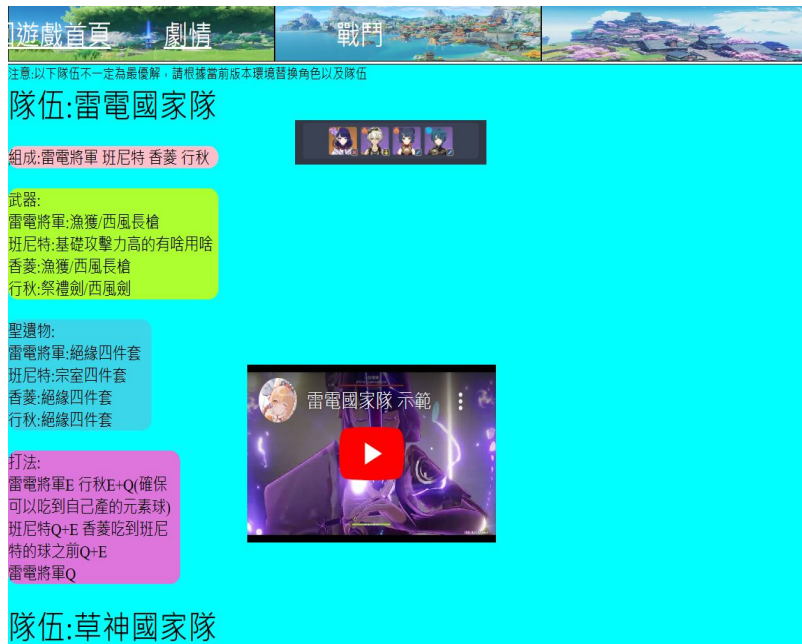 回遊戲首頁 劇情 戰鬥
注意:以下隊伍不一定為最優解，請根據當前版本環境替換角色以及隊伍
隊伍:雷電國家隊
組成:雷電將軍 班尼特 香菱 行秋
武器:
雷電將軍:漁獲/西風長槍
班尼特:基礎攻擊力高的有啥用啥
香菱:漁獲/西風長槍
行秋:祭禮劍/西風劍
聖遺物:
雷電將軍:絕緣四件套
班尼特:宗室四件套
香菱:絕緣四件套
行秋:絕緣四件套
雷電國家隊 示範
打法:
雷電將軍E 行秋E+Q(確保
可以吃到自己產的元素球)
班尼特Q+E 香菱吃到班尼
特的球之前Q+E
雷電將軍Q
隊伍:草神國家隊